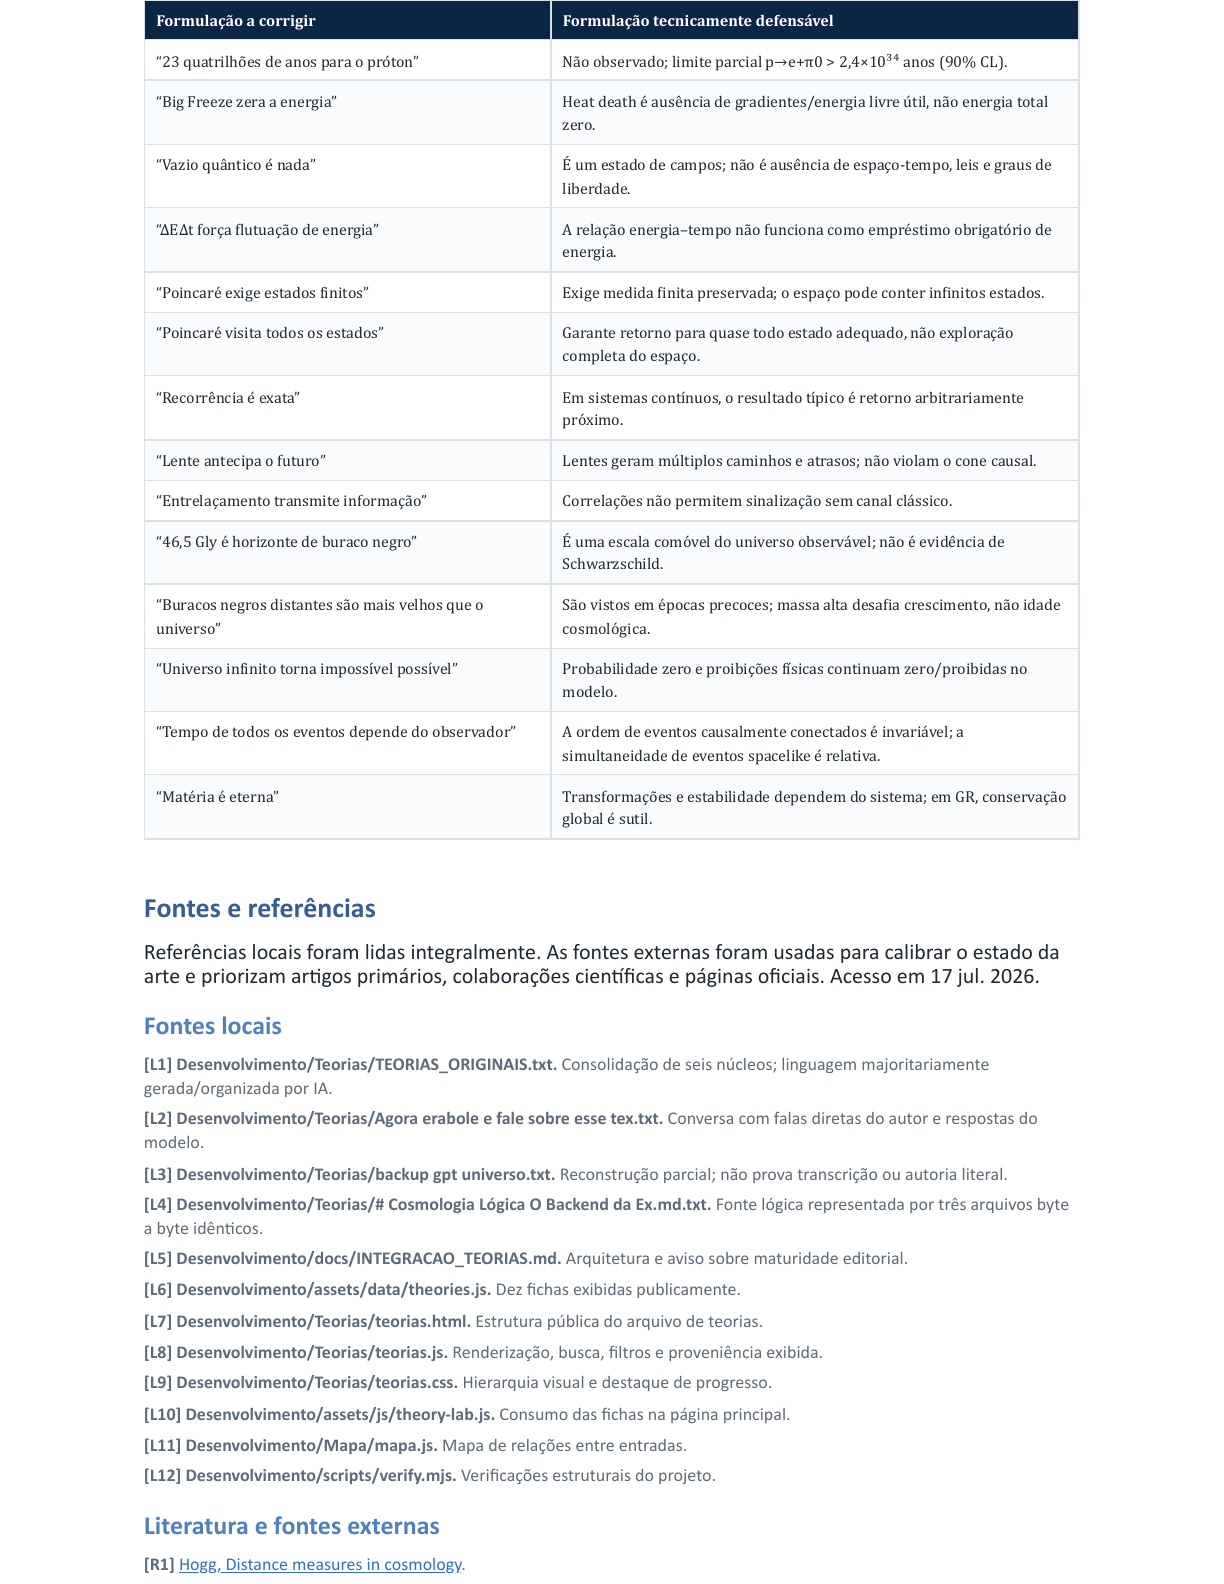 Formulação a corrigir
Formulação tecnicamente defensável
“23 quatrilhões de anos para o próton”
Não observado; limite parcial p→e+π0 > 2,4×10³⁴ anos (90% CL).
“Big Freeze zera a energia”
Heat death é ausência de gradientes/energia livre útil, não energia total
zero.
“Vazio quântico é nada”
É um estado de campos; não é ausência de espaço-tempo, leis e graus de
liberdade.
“ΔEΔt força flutuação de energia”
A relação energia–tempo não funciona como empréstimo obrigatório de
energia.
“Poincaré exige estados finitos”
Exige medida finita preservada; o espaço pode conter infinitos estados.
“Poincaré visita todos os estados”
Garante retorno para quase todo estado adequado, não exploração
completa do espaço.
“Recorrência é exata”
Em sistemas contínuos, o resultado típico é retorno arbitrariamente
próximo.
“Lente antecipa o futuro”
Lentes geram múltiplos caminhos e atrasos; não violam o cone causal.
“Entrelaçamento transmite informação”
Correlações não permitem sinalização sem canal clássico.
“46,5 Gly é horizonte de buraco negro”
É uma escala comóvel do universo observável; não é evidência de
Schwarzschild.
“Buracos negros distantes são mais velhos que o
universo”
São vistos em épocas precoces; massa alta desafia crescimento, não idade
cosmológica.
“Universo infinito torna impossível possível”
Probabilidade zero e proibições físicas continuam zero/proibidas no
modelo.
“Tempo de todos os eventos depende do observador”
A ordem de eventos causalmente conectados é invariável; a
simultaneidade de eventos spacelike é relativa.
“Matéria é eterna”
Transformações e estabilidade dependem do sistema; em GR, conservação
global é sutil.
Fontes e referências
Referências locais foram lidas integralmente. As fontes externas foram usadas para calibrar o estado da
arte e priorizam artigos primários, colaborações científicas e páginas oficiais. Acesso em 17 jul. 2026.
Fontes locais
[L1] Desenvolvimento/Teorias/TEORIAS_ORIGINAIS.txt. Consolidação de seis núcleos; linguagem majoritariamente
gerada/organizada por IA.
[L2] Desenvolvimento/Teorias/Agora erabole e fale sobre esse tex.txt. Conversa com falas diretas do autor e respostas do
modelo.
[L3] Desenvolvimento/Teorias/backup gpt universo.txt. Reconstrução parcial; não prova transcrição ou autoria literal.
[L4] Desenvolvimento/Teorias/# Cosmologia Lógica O Backend da Ex.md.txt. Fonte lógica representada por três arquivos byte
a byte idênticos.
[L5] Desenvolvimento/docs/INTEGRACAO_TEORIAS.md. Arquitetura e aviso sobre maturidade editorial.
[L6] Desenvolvimento/assets/data/theories.js. Dez fichas exibidas publicamente.
[L7] Desenvolvimento/Teorias/teorias.html. Estrutura pública do arquivo de teorias.
[L8] Desenvolvimento/Teorias/teorias.js. Renderização, busca, filtros e proveniência exibida.
[L9] Desenvolvimento/Teorias/teorias.css. Hierarquia visual e destaque de progresso.
[L10] Desenvolvimento/assets/js/theory-lab.js. Consumo das fichas na página principal.
[L11] Desenvolvimento/Mapa/mapa.js. Mapa de relações entre entradas.
[L12] Desenvolvimento/scripts/verify.mjs. Verificações estruturais do projeto.
Literatura e fontes externas
[R1] Hogg, Distance measures in cosmology.